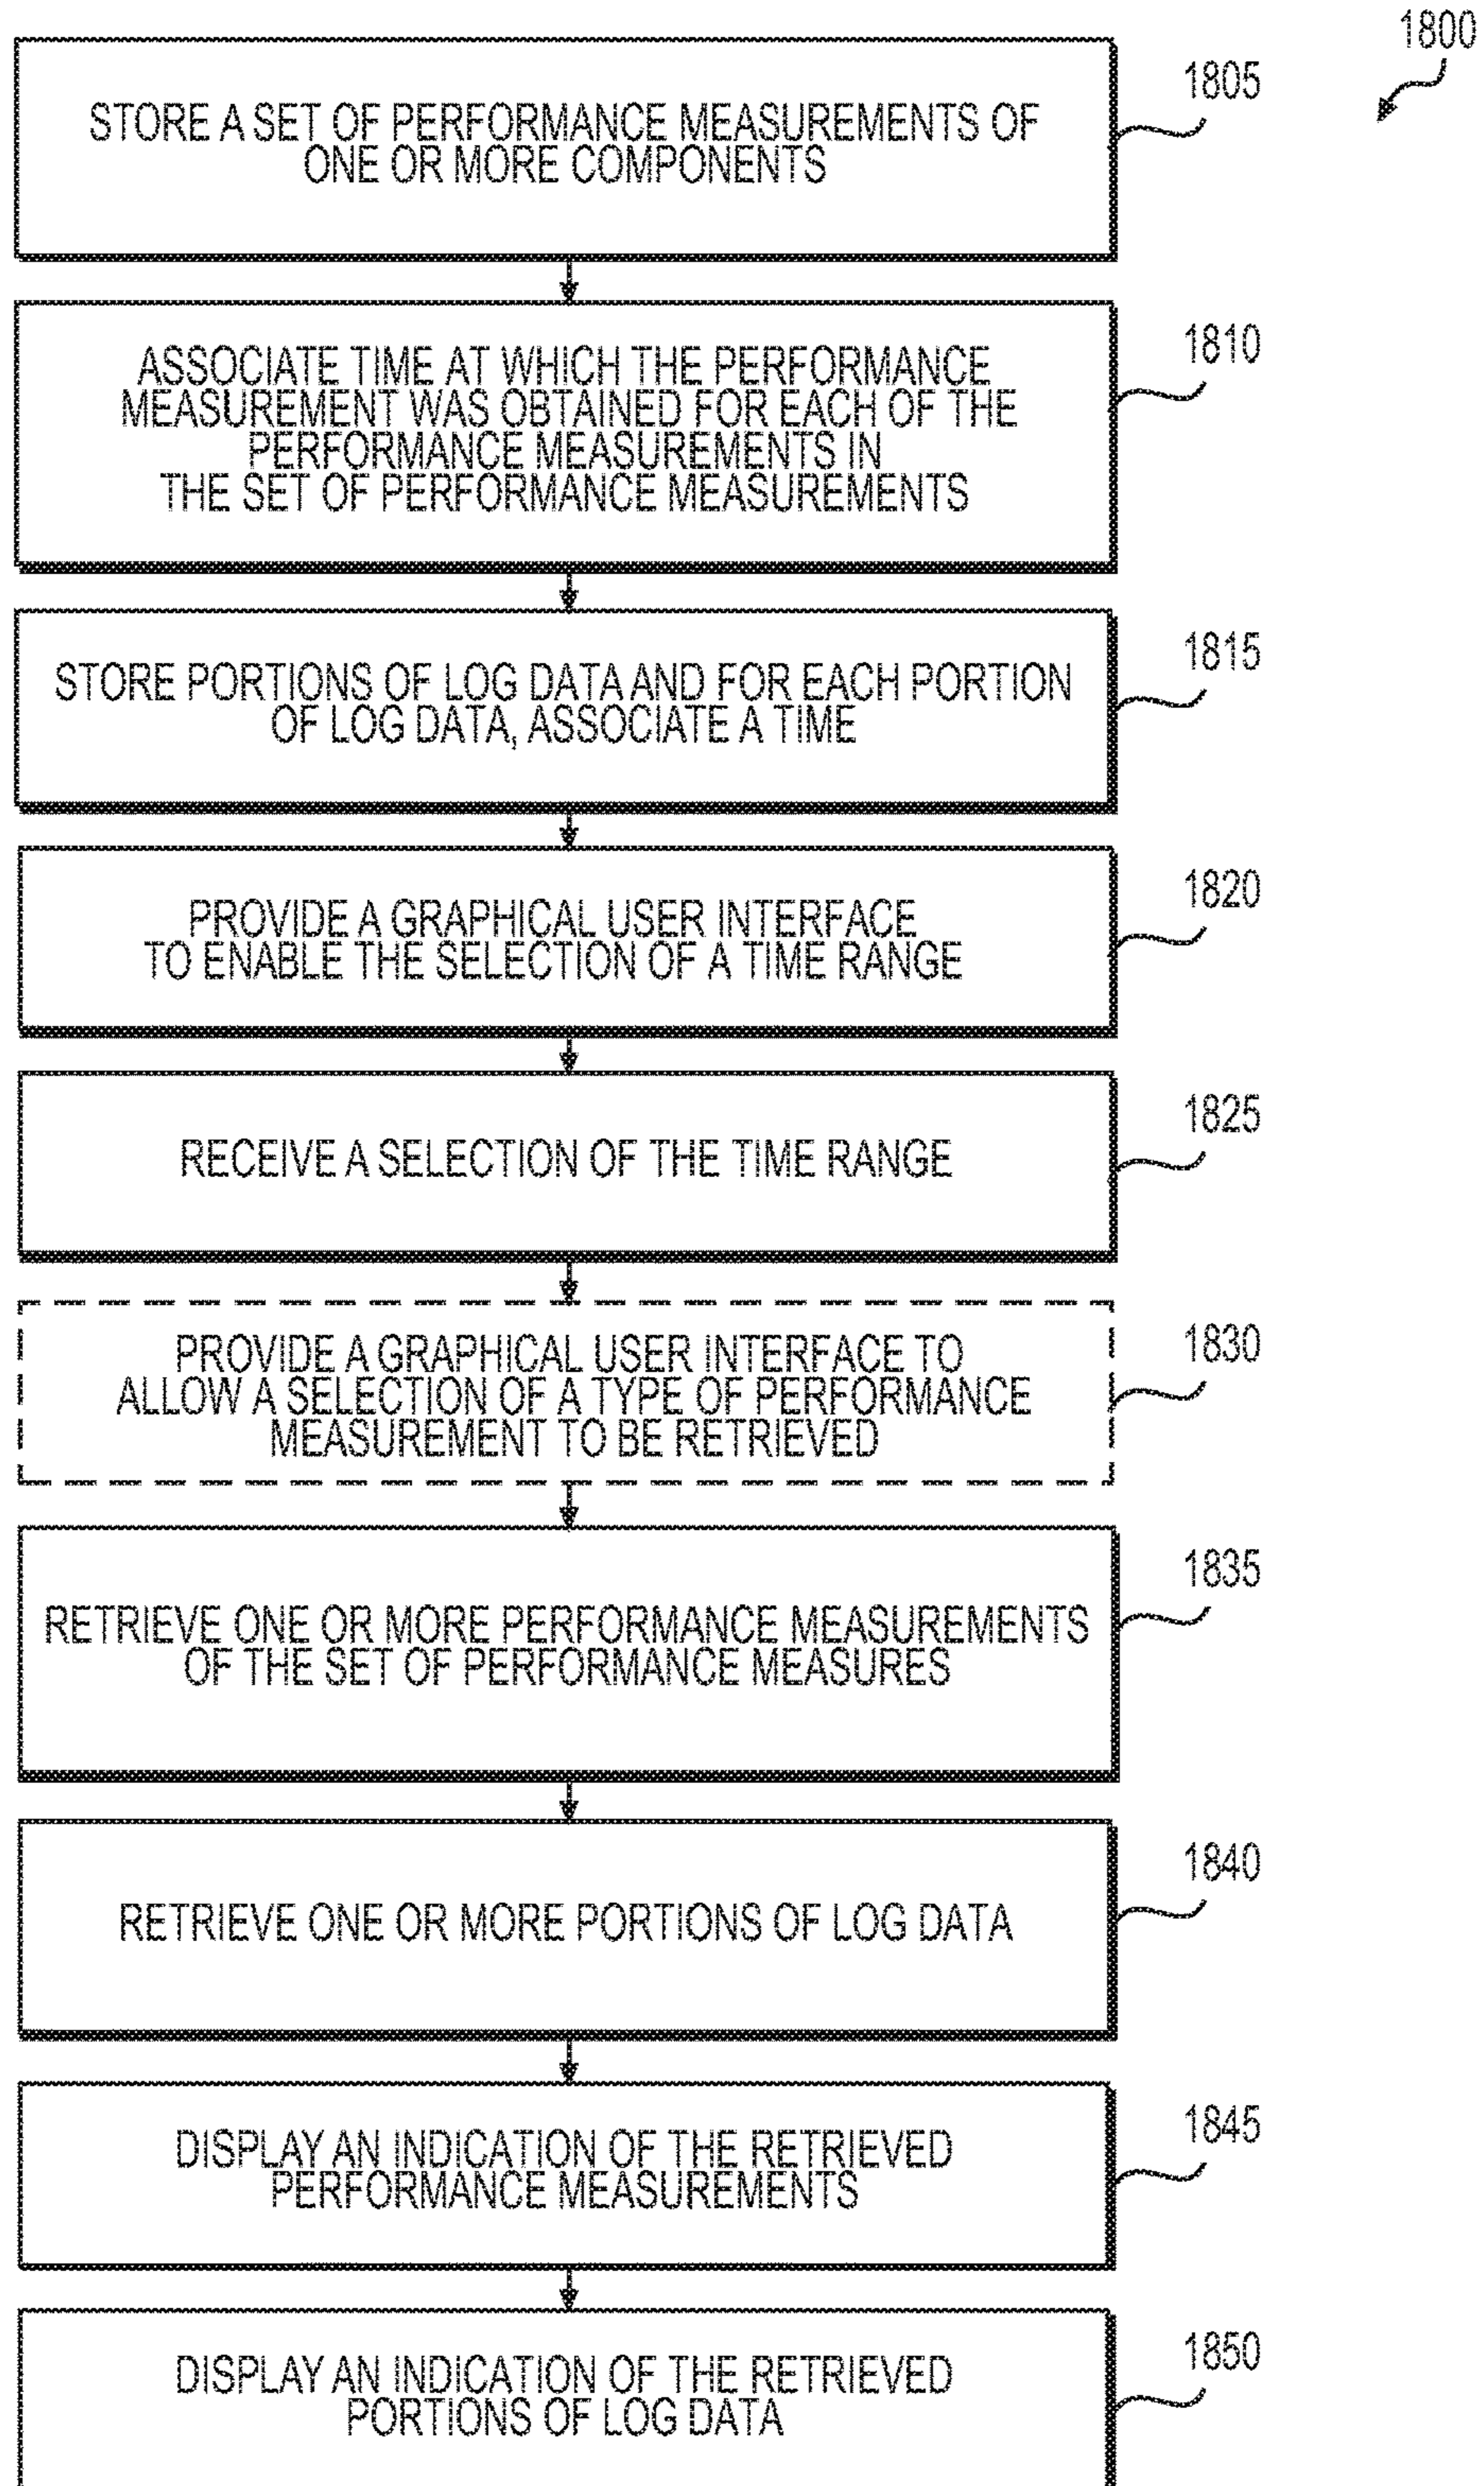 1800
1805
STORE A SET OF PERFORMANCE MEASUREMENTS OF
ONE OR MORE COMPONENTS
1810
ASSOCIATE TIME AT WHICH THE PERFORMANCE
MEASUREMENT WAS OBTAINED FOR EACH OF THE
PERFORMANCE MEASUREMENTS IN
THE SET OF PERFORMANCE MEASUREMENTS
1815
STORE PORTIONS OF LOG DATA AND FOR EACH PORTION
OF LOG DATA, ASSOCIATE A TIME
1820
PROVIDE A GRAPHICAL USER INTERFACE
TO ENABLE THE SELECTION OF A TIME RANGE
1825
RECEIVE A SELECTION OF THE TIME RANGE
1830
PROVIDE A GRAPHICAL USER INTERFACE TO
ALLOW A SELECTION OF A TYPE OF PERFORMANCE
MEASUREMENT TO BE RETRIEVED
1835
RETRIEVE ONE OR MORE PERFORMANCE MEASUREMENTS
OF THE SET OF PERFORMANCE MEASURES
1840
RETRIEVE ONE OR MORE PORTIONS OF LOG DATA
1845
DISPLAY AN INDICATION OF THE RETRIEVED
PERFORMANCE MEASUREMENTS
1850
DISPLAY AN INDICATION OF THE RETRIEVED
PORTIONS OF LOG DATA